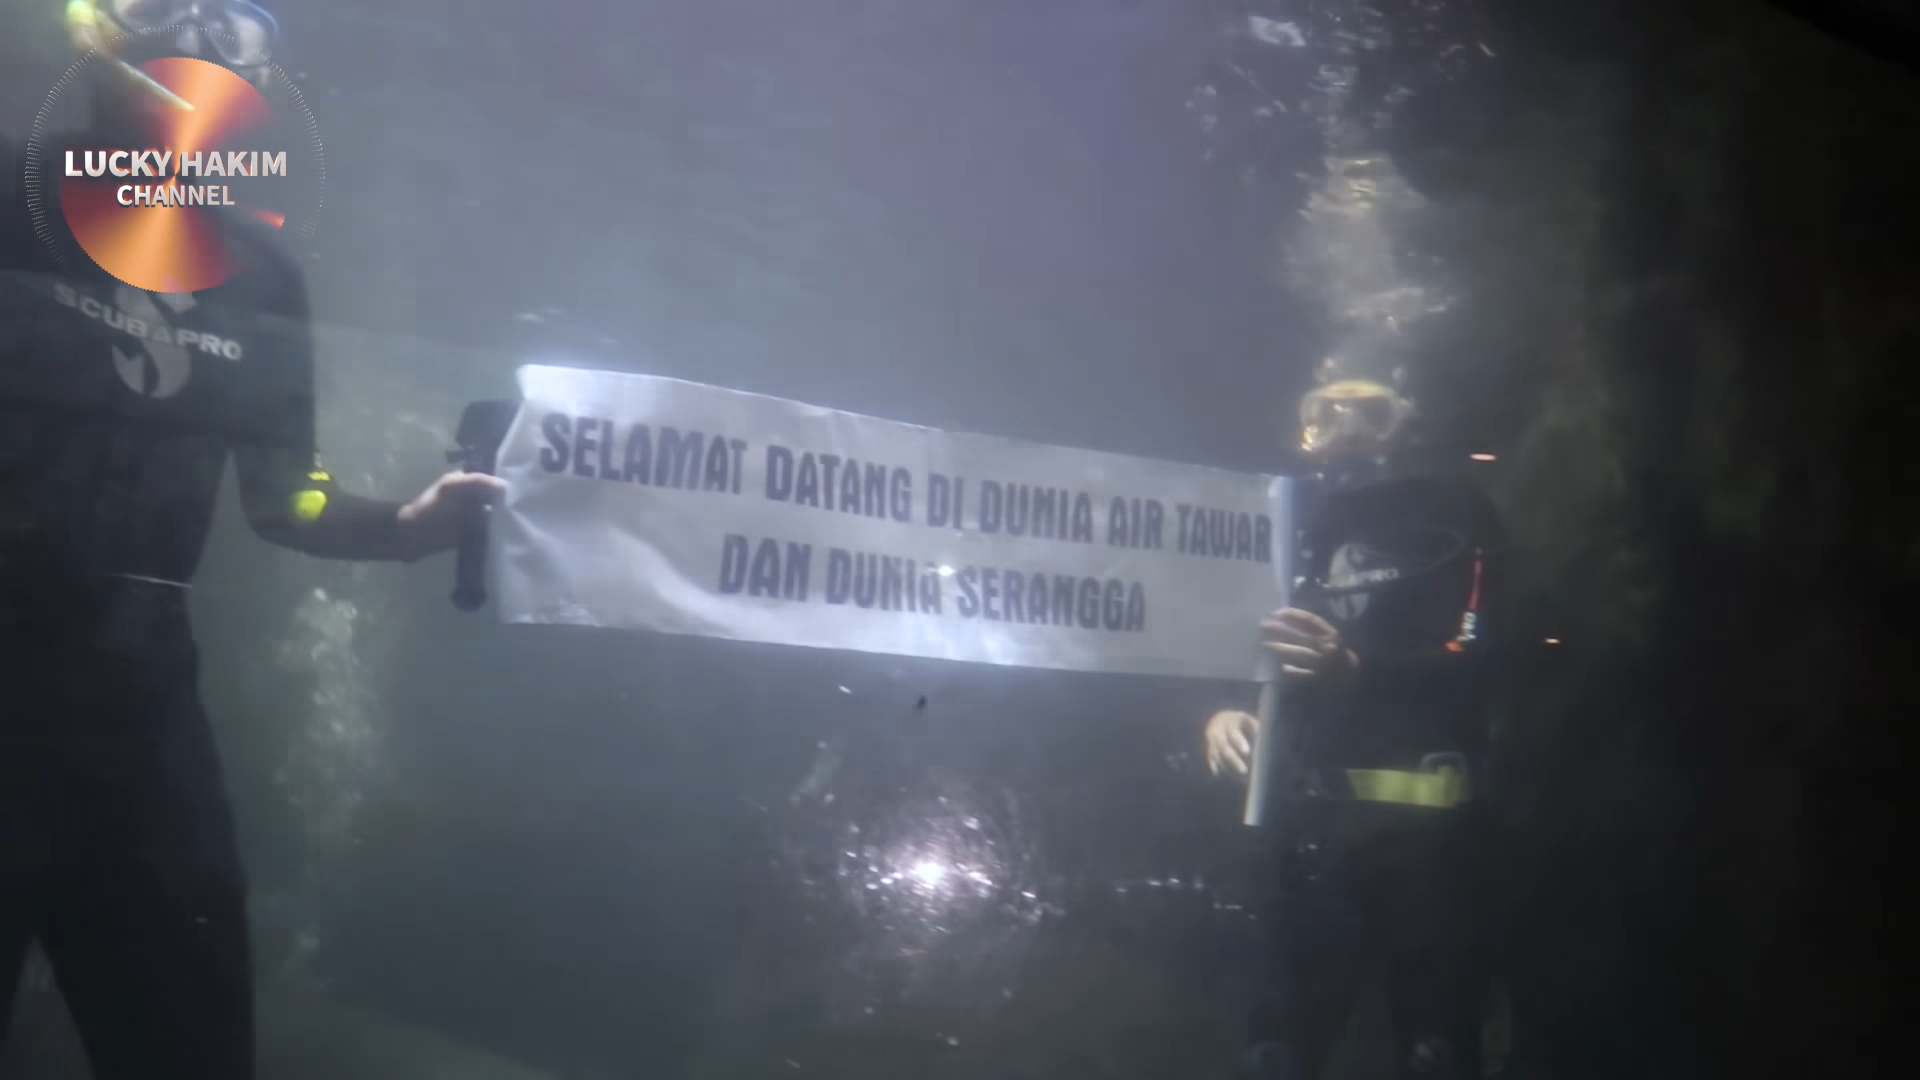 LUCKY HAKIM
CHANNEL
SCUBAPRO
SELAMAT DATANG DI DUNIA AIR TAWAR
DAN DUNIA SERANGGA